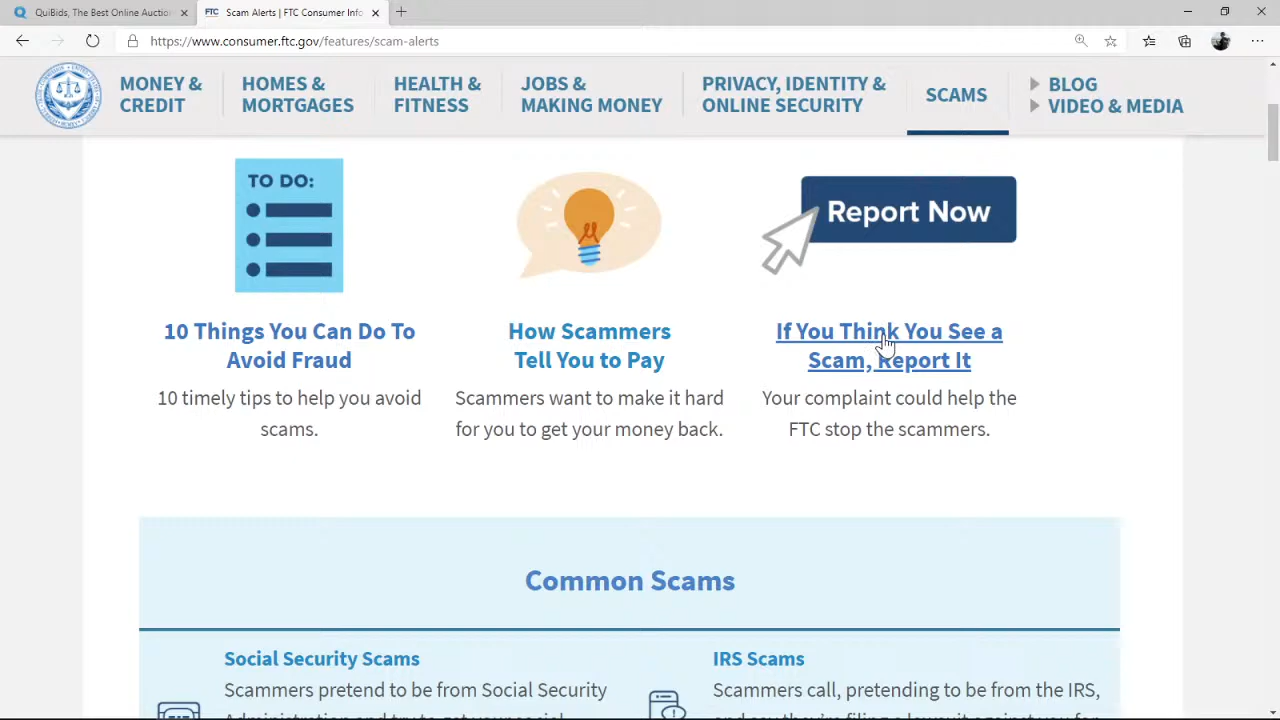 QuiBids, The Best Online Auction
FTC
Scam Alerts | FTC Consumer Info
https://www.consumer.ftc.gov/features/scam-alerts
MONEY &
CREDIT
HOMES &
MORTGAGES
HEALTH &
FITNESS
JOBS &
MAKING MONEY
PRIVACY, IDENTITY &
ONLINE SECURITY
SCAMS
BLOG
VIDEO & MEDIA
TO DO:
Report Now
10 Things You Can Do To
Avoid Fraud
10 timely tips to help you avoid
scams.
How Scammers
Tell You to Pay
Scammers want to make it hard
for you to get your money back.
If You Think You See a
Scam, Report It
Your complaint could help the
FTC stop the scammers.
Common Scams
Social Security Scams
Scammers pretend to be from Social Security
IRS Scams
Scammers call, pretending to be from the IRS,